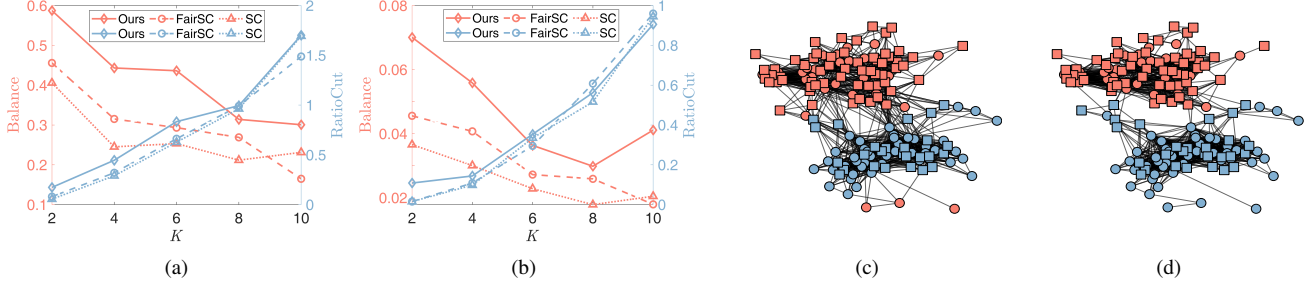 0.6
0.5
0.4
0.3
0.2
0.1
Balance
Ours FairSC SC
Ours FairSC SC
2
1.5
1
0.5
0
RatioCut
2 4 6 8 10
K
(a)
0.08
0.06
0.04
0.02
Balance
Ours FairSC SC
Ours FairSC SC
1
0.8
0.6
0.4
0.2
0
RatioCut
2 4 6 8 10
K
(b)
(c)
(d)